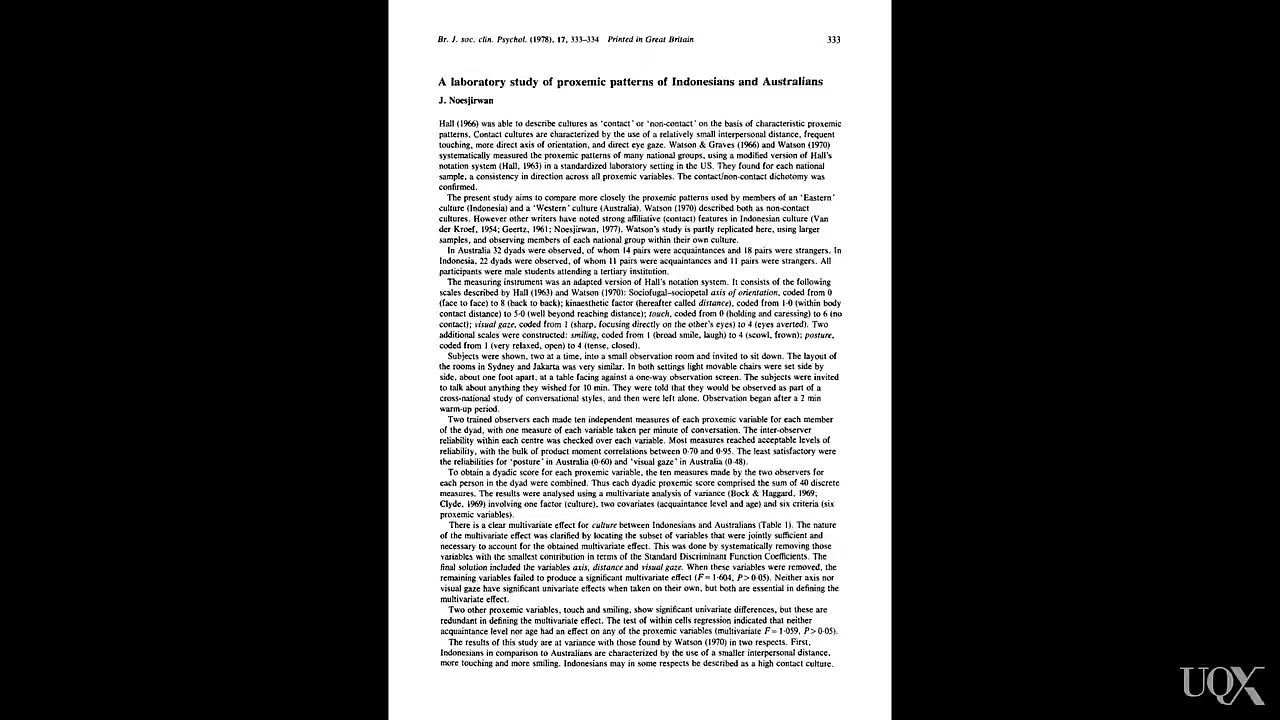 Br. J. soc. clin. Psychol. (1978), 17, 333–334 Printed in Great Britain 333
A laboratory study of proxemic patterns of Indonesians and Australians
J. Noesjirwan
Hall (1966) was able to describe cultures as 'contact' or 'non-contact' on the basis of characteristic proxemic
patterns. Contact cultures are characterized by the use of a relatively small interpersonal distance, frequent
touching, more direct axis of orientation, and direct eye gaze. Watson & Graves (1966) and Watson (1970)
systematically measured the proxemic patterns of many national groups, using a modified version of Hall's
notation system (Hall, 1963) in a standardized laboratory setting in the US. They found for each national
sample, a consistency in direction across all proxemic variables. The contact/non-contact dichotomy was
confirmed.
The present study aims to compare more closely the proxemic patterns used by members of an 'Eastern'
culture (Indonesia) and a 'Western' culture (Australia). Watson (1970) described both as non-contact
cultures. However other writers have noted strong affiliative (contact) features in Indonesian culture (Van
der Kroef, 1954; Geertz, 1961; Noesjirwan, 1977). Watson's study is partly replicated here, using larger
samples, and observing members of each national group within their own culture.
In Australia 32 dyads were observed, of whom 14 pairs were acquaintances and 18 pairs were strangers. In
Indonesia, 22 dyads were observed, of whom 11 pairs were acquaintances and 11 pairs were strangers. All
participants were male students attending a tertiary institution.
The measuring instrument was an adapted version of Hall's notation system. It consists of the following
scales described by Hall (1963) and Watson (1970): Sociofugal–sociopetal axis of orientation, coded from 0
(face to face) to 8 (back to back); kinaesthetic factor (hereafter called distance), coded from 1·0 (within body
contact distance) to 5·0 (well beyond reaching distance); touch, coded from 0 (holding and caressing) to 6 (no
contact); visual gaze, coded from 1 (sharp, focusing directly on the other's eyes) to 4 (eyes averted). Two
additional scales were constructed: smiling, coded from 1 (broad smile, laugh) to 4 (scowl, frown); posture,
coded from 1 (very relaxed, open) to 4 (tense, closed).
Subjects were shown, two at a time, into a small observation room and invited to sit down. The layout of
the rooms in Sydney and Jakarta was very similar. In both settings light movable chairs were set side by
side, about one foot apart, at a table facing against a one-way observation screen. The subjects were invited
to talk about anything they wished for 10 min. They were told that they would be observed as part of a
cross-national study of conversational styles, and then were left alone. Observation began after a 2 min
warm-up period.
Two trained observers each made ten independent measures of each proxemic variable for each member
of the dyad, with one measure of each variable taken per minute of conversation. The inter-observer
reliability within each centre was checked over each variable. Most measures reached acceptable levels of
reliability, with the bulk of product moment correlations between 0·70 and 0·95. The least satisfactory were
the reliabilities for 'posture' in Australia (0·60) and 'visual gaze' in Australia (0·48).
To obtain a dyadic score for each proxemic variable, the ten measures made by the two observers for
each person in the dyad were combined. Thus each dyadic proxemic score comprised the sum of 40 discrete
measures. The results were analysed using a multivariate analysis of variance (Bock & Haggard, 1969;
Clyde, 1969) involving one factor (culture), two covariates (acquaintance level and age) and six criteria (six
proxemic variables).
There is a clear multivariate effect for culture between Indonesians and Australians (Table 1). The nature
of the multivariate effect was clarified by locating the subset of variables that were jointly sufficient and
necessary to account for the obtained multivariate effect. This was done by systematically removing those
variables with the smallest contribution in terms of the Standard Discriminant Function Coefficients. The
final solution included the variables axis, distance and visual gaze. When these variables were removed, the
remaining variables failed to produce a significant multivariate effect (F = 1·604, P > 0·05). Neither axis nor
visual gaze have significant univariate effects when taken on their own, but both are essential in defining the
multivariate effect.
Two other proxemic variables, touch and smiling, show significant univariate differences, but these are
redundant in defining the multivariate effect. The test of within cells regression indicated that neither
acquaintance level nor age had an effect on any of the proxemic variables (multivariate F = 1·059, P > 0·05).
The results of this study are at variance with those found by Watson (1970) in two respects. First,
Indonesians in comparison to Australians are characterized by the use of a smaller interpersonal distance,
more touching and more smiling. Indonesians may in some respects be described as a high contact culture.
UQX